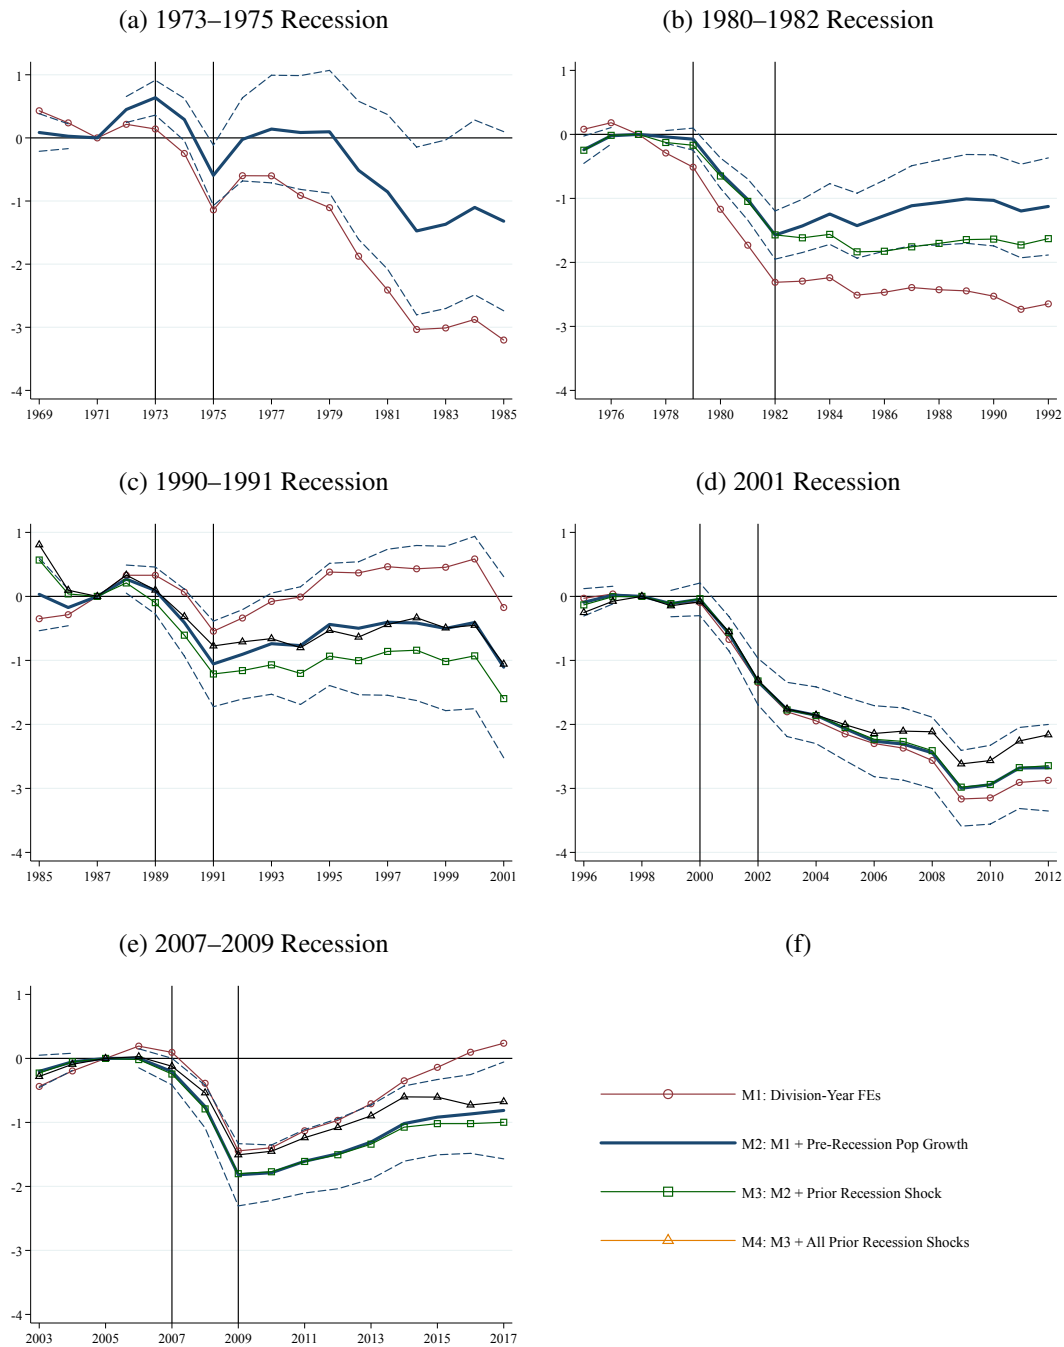 (a) 1973–1975 Recession
1
0
-1
-2
-3
-4
1969 1971 1973 1975 1977 1979 1981 1983 1985
(b) 1980–1982 Recession
1
0
-1
-2
-3
-4
1976 1978 1980 1982 1984 1986 1988 1990 1992
(c) 1990–1991 Recession
1
0
-1
-2
-3
-4
1985 1987 1989 1991 1993 1995 1997 1999 2001
(d) 2001 Recession
1
0
-1
-2
-3
-4
1996 1998 2000 2002 2004 2006 2008 2010 2012
(e) 2007–2009 Recession
1
0
-1
-2
-3
-4
2003 2005 2007 2009 2011 2013 2015 2017
(f)
M1: Division-Year FEs
M2: M1 + Pre-Recession Pop Growth
M3: M2 + Prior Recession Shock
M4: M3 + All Prior Recession Shocks